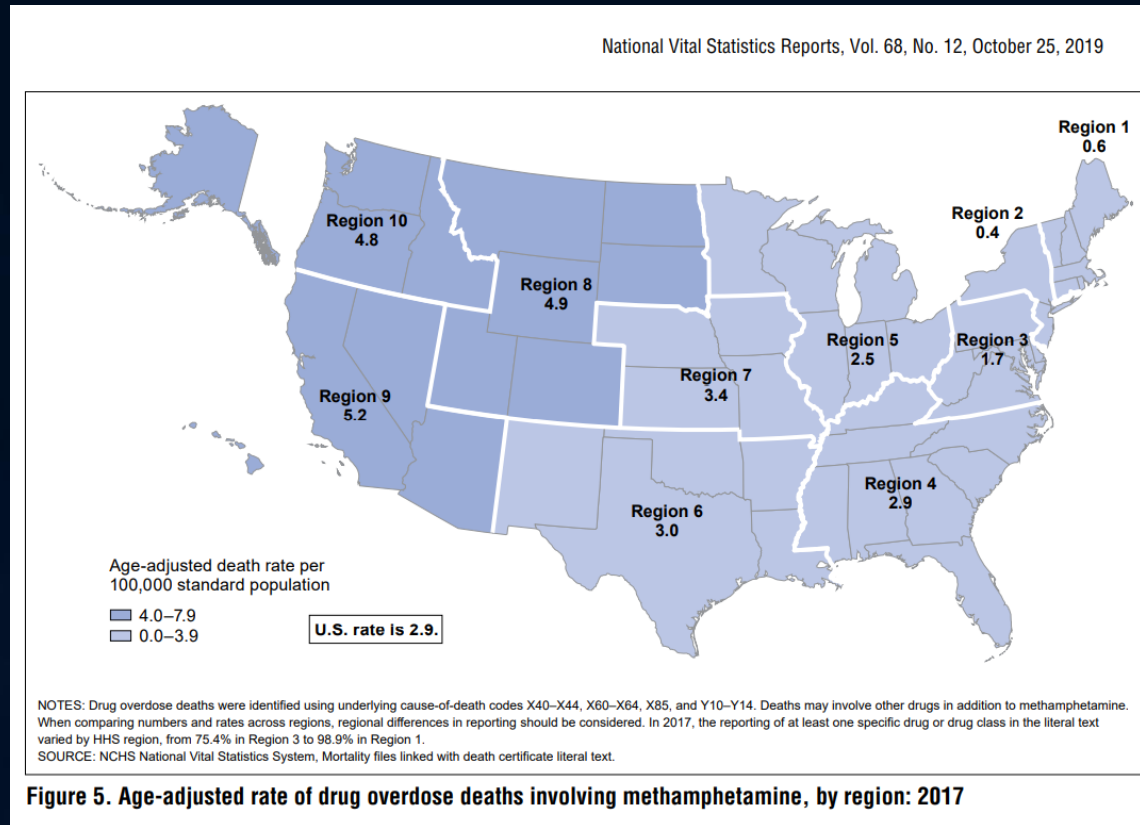 National Vital Statistics Reports, Vol. 68, No. 12, October 25, 2019
Region 1
0.6
Region 2
0.4
Region 10
4.8
Region 8
4.9
Region 5
2.5
Region 3
1.7
Region 7
3.4
Region 9
5.2
Region 4
2.9
Region 6
3.0
Age-adjusted death rate per
100,000 standard population
4.0–7.9
0.0–3.9
U.S. rate is 2.9.
NOTES: Drug overdose deaths were identified using underlying cause-of-death codes X40–X44, X60–X64, X85, and Y10–Y14. Deaths may involve other drugs in addition to methamphetamine.
When comparing numbers and rates across regions, regional differences in reporting should be considered. In 2017, the reporting of at least one specific drug or drug class in the literal text
varied by HHS region, from 75.4% in Region 3 to 98.9% in Region 1.
SOURCE: NCHS National Vital Statistics System, Mortality files linked with death certificate literal text.
Figure 5. Age-adjusted rate of drug overdose deaths involving methamphetamine, by region: 2017